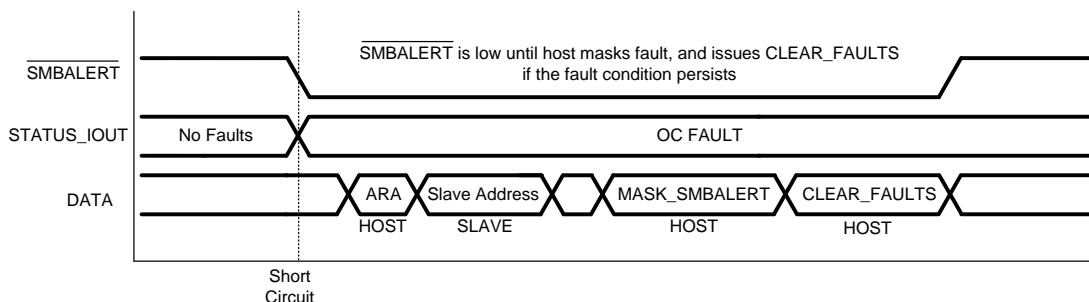 SMBALERT is low until host masks fault, and issues CLEAR_FAULTS
if the fault condition persists
SMBALERT
STATUS_IOUT
No Faults
OC FAULT
DATA
ARA
Slave Address
MASK_SMBALERT
CLEAR_FAULTS
HOST
SLAVE
HOST
HOST
Short
Circuit